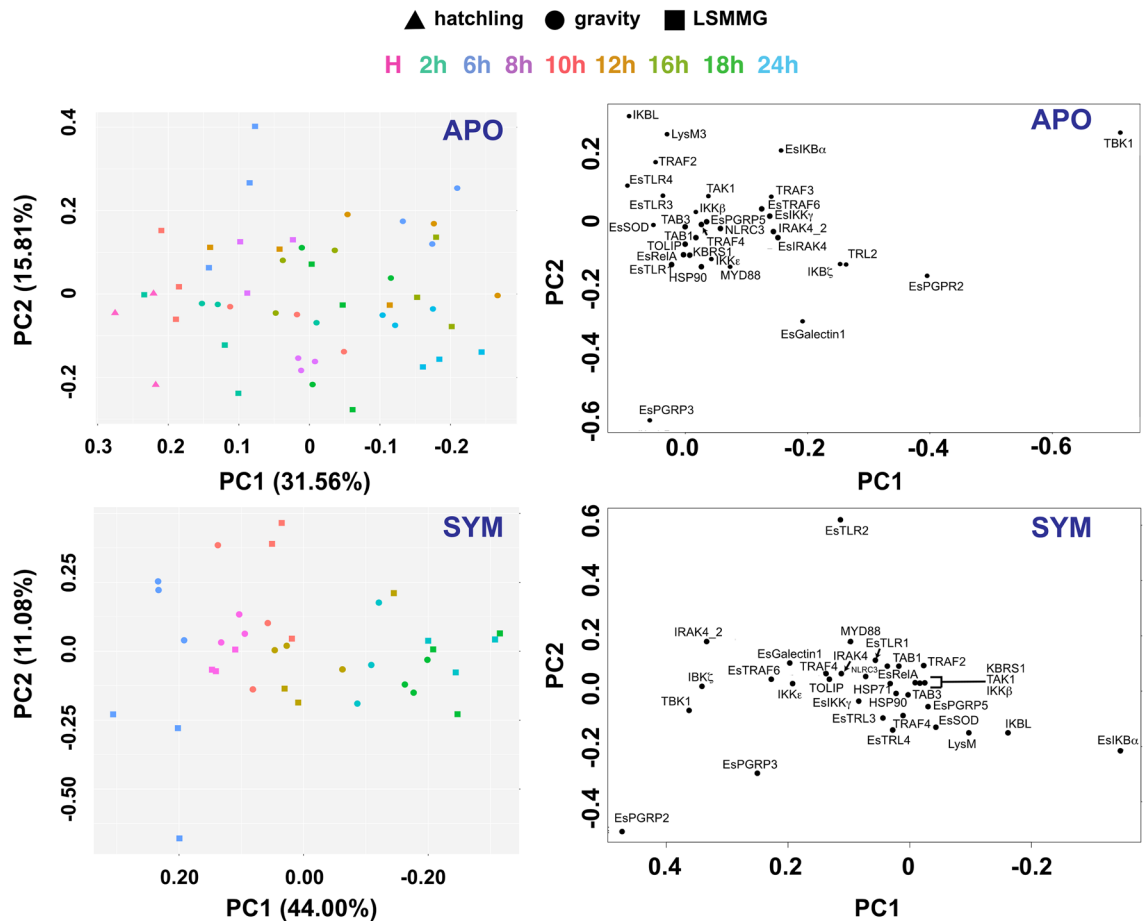 hatchling gravity LSMMG
H 2h 6h 8h 10h 12h 16h 18h 24h
APO
PC2 (15.81%)
0.4
0.2
0
-0.2
0.3 0.2 0.1 0 -0.1 -0.2
PC1 (31.56%)
APO
PC2
0.2
0
-0.2
-0.4
-0.6
IKBL
LysM3
TBK1
EsIKBα
TRAF2
EsTLR4
TAK1
TRAF3
EsTLR3
EsTRAF6
IKKβ
EsIKKγ
EsPGRP5
EsSOD
TAB3
NLRC3
IRAK4_2
TAB1
TRAF4
EsIRAK4
TOLIP
KBRS1
EsRelA
IKKε
TRL2
EsTLR1
HSP90
MYD88
IKBζ
EsPGPR2
EsGalectin1
EsPGRP3
0.0 -0.2 -0.4 -0.6
PC1
SYM
PC2 (11.08%)
0.25
0.0
-0.25
-0.50
0.20 0.00 -0.20
PC1 (44.00%)
SYM
PC2
0.6
0.4
0.2
0.0
-0.2
-0.4
EsTLR2
IRAK4_2
MYD88
EsTLR1
EsGalectin1
IRAK4
TAB1
TRAF2
EsTRAF6
TRAF4
NLRC3
EsRelA
KBRS1
IBKζ
TAK1
IKKε
TOLIP
HSP71
IKKβ
TBK1
EsIKKγ
HSP90
TAB3
EsPGRP5
EsTRL3
TRAF4
EsSOD
IKBL
EsTRL4
LysM
EsIKBα
EsPGRP3
EsPGRP2
0.4 0.2 0 -0.2
PC1